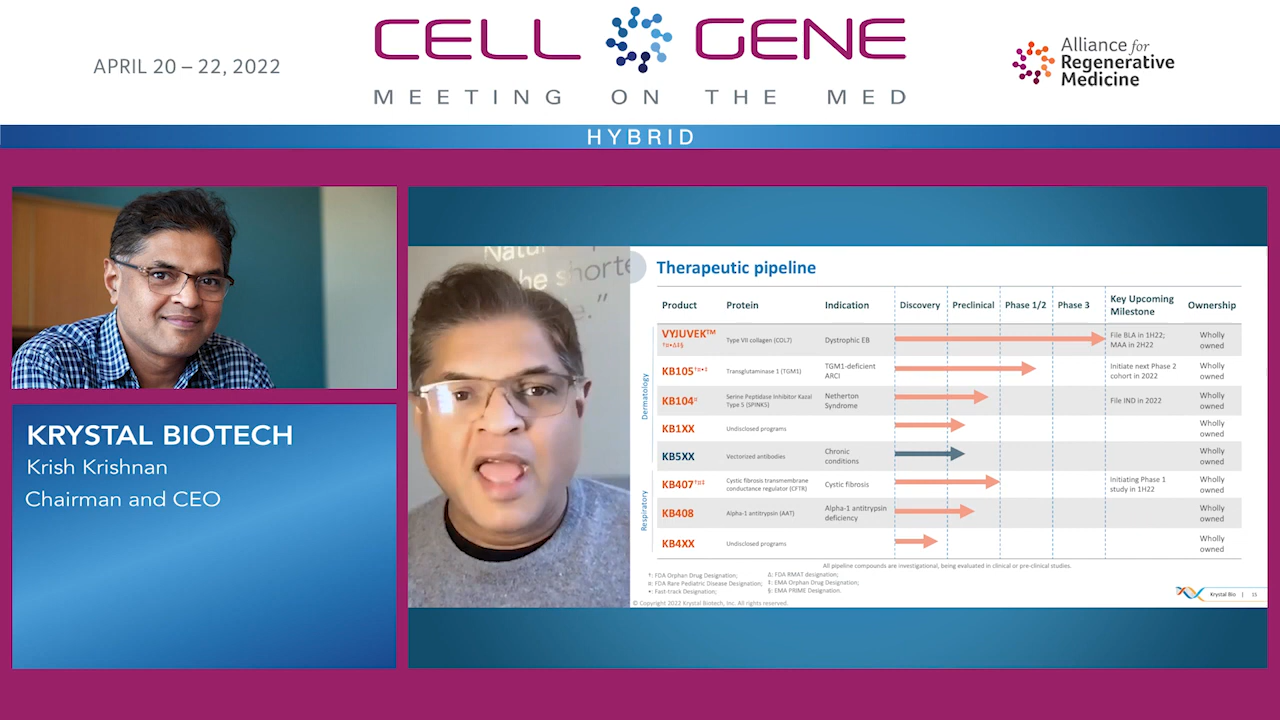 APRIL 20 – 22, 2022
CELL GENE
MEETING ON THE MED
Alliance for
Regenerative
Medicine
HYBRID
KRYSTAL BIOTECH
Krish Krishnan
Chairman and CEO
Natu
he shorte
e.”
Therapeutic pipeline
Product Protein Indication Discovery Preclinical Phase 1/2 Phase 3 Key Upcoming Milestone Ownership
Dermatology
VYJUVEK™ †¤•Δ‡§ Type VII collagen (COL7) Dystrophic EB File BLA in 1H22; MAA in 2H22 Wholly owned
KB105†¤•‡ Transglutaminase 1 (TGM1) TGM1-deficient ARCI Initiate next Phase 2 cohort in 2022 Wholly owned
KB104¤ Serine Peptidase Inhibitor Kazal Type 5 (SPINK5) Netherton Syndrome File IND in 2022 Wholly owned
KB1XX Undisclosed programs Wholly owned
KB5XX Vectorized antibodies Chronic conditions Wholly owned
Respiratory
KB407†¤‡ Cystic fibrosis transmembrane conductance regulator (CFTR) Cystic fibrosis Initiating Phase 1 study in 1H22 Wholly owned
KB408 Alpha-1 antitrypsin (AAT) Alpha-1 antitrypsin deficiency Wholly owned
KB4XX Undisclosed programs Wholly owned
All pipeline compounds are investigational, being evaluated in clinical or pre-clinical studies.
†: FDA Orphan Drug Designation; Δ: FDA RMAT designation;
¤: FDA Rare Pediatric Disease Designation; ‡: EMA Orphan Drug Designation;
•: Fast-track Designation; §: EMA PRIME Designation.
© Copyright 2022 Krystal Biotech, Inc. All rights reserved.
Krystal Bio | 15